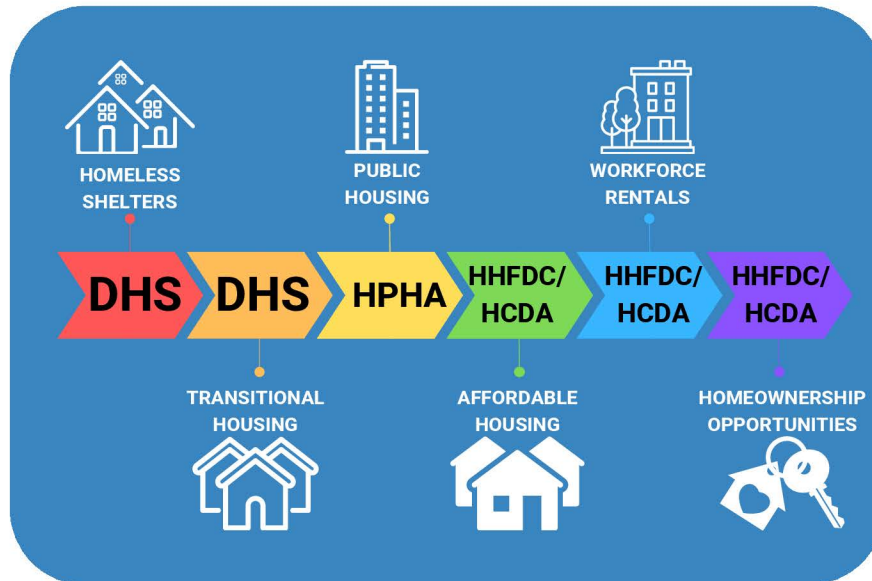 HOMELESS
SHELTERS
PUBLIC
HOUSING
WORKFORCE
RENTALS
DHS
DHS
HPHA
HHFDC/
HCDA
HHFDC/
HCDA
HHFDC/
HCDA
TRANSITIONAL
HOUSING
AFFORDABLE
HOUSING
HOMEOWNERSHIP
OPPORTUNITIES